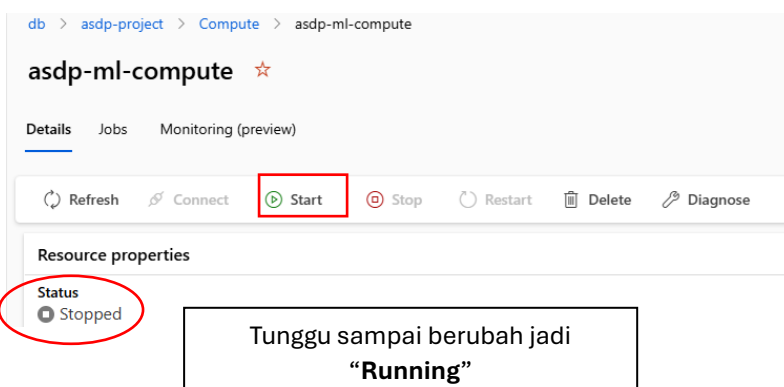 db > asdp-project > Compute > asdp-ml-compute
asdp-ml-compute
Details Jobs Monitoring (preview)
Refresh Connect Start Stop Restart Delete Diagnose
Resource properties
Status
Stopped
Tunggu sampai berubah jadi
“Running”